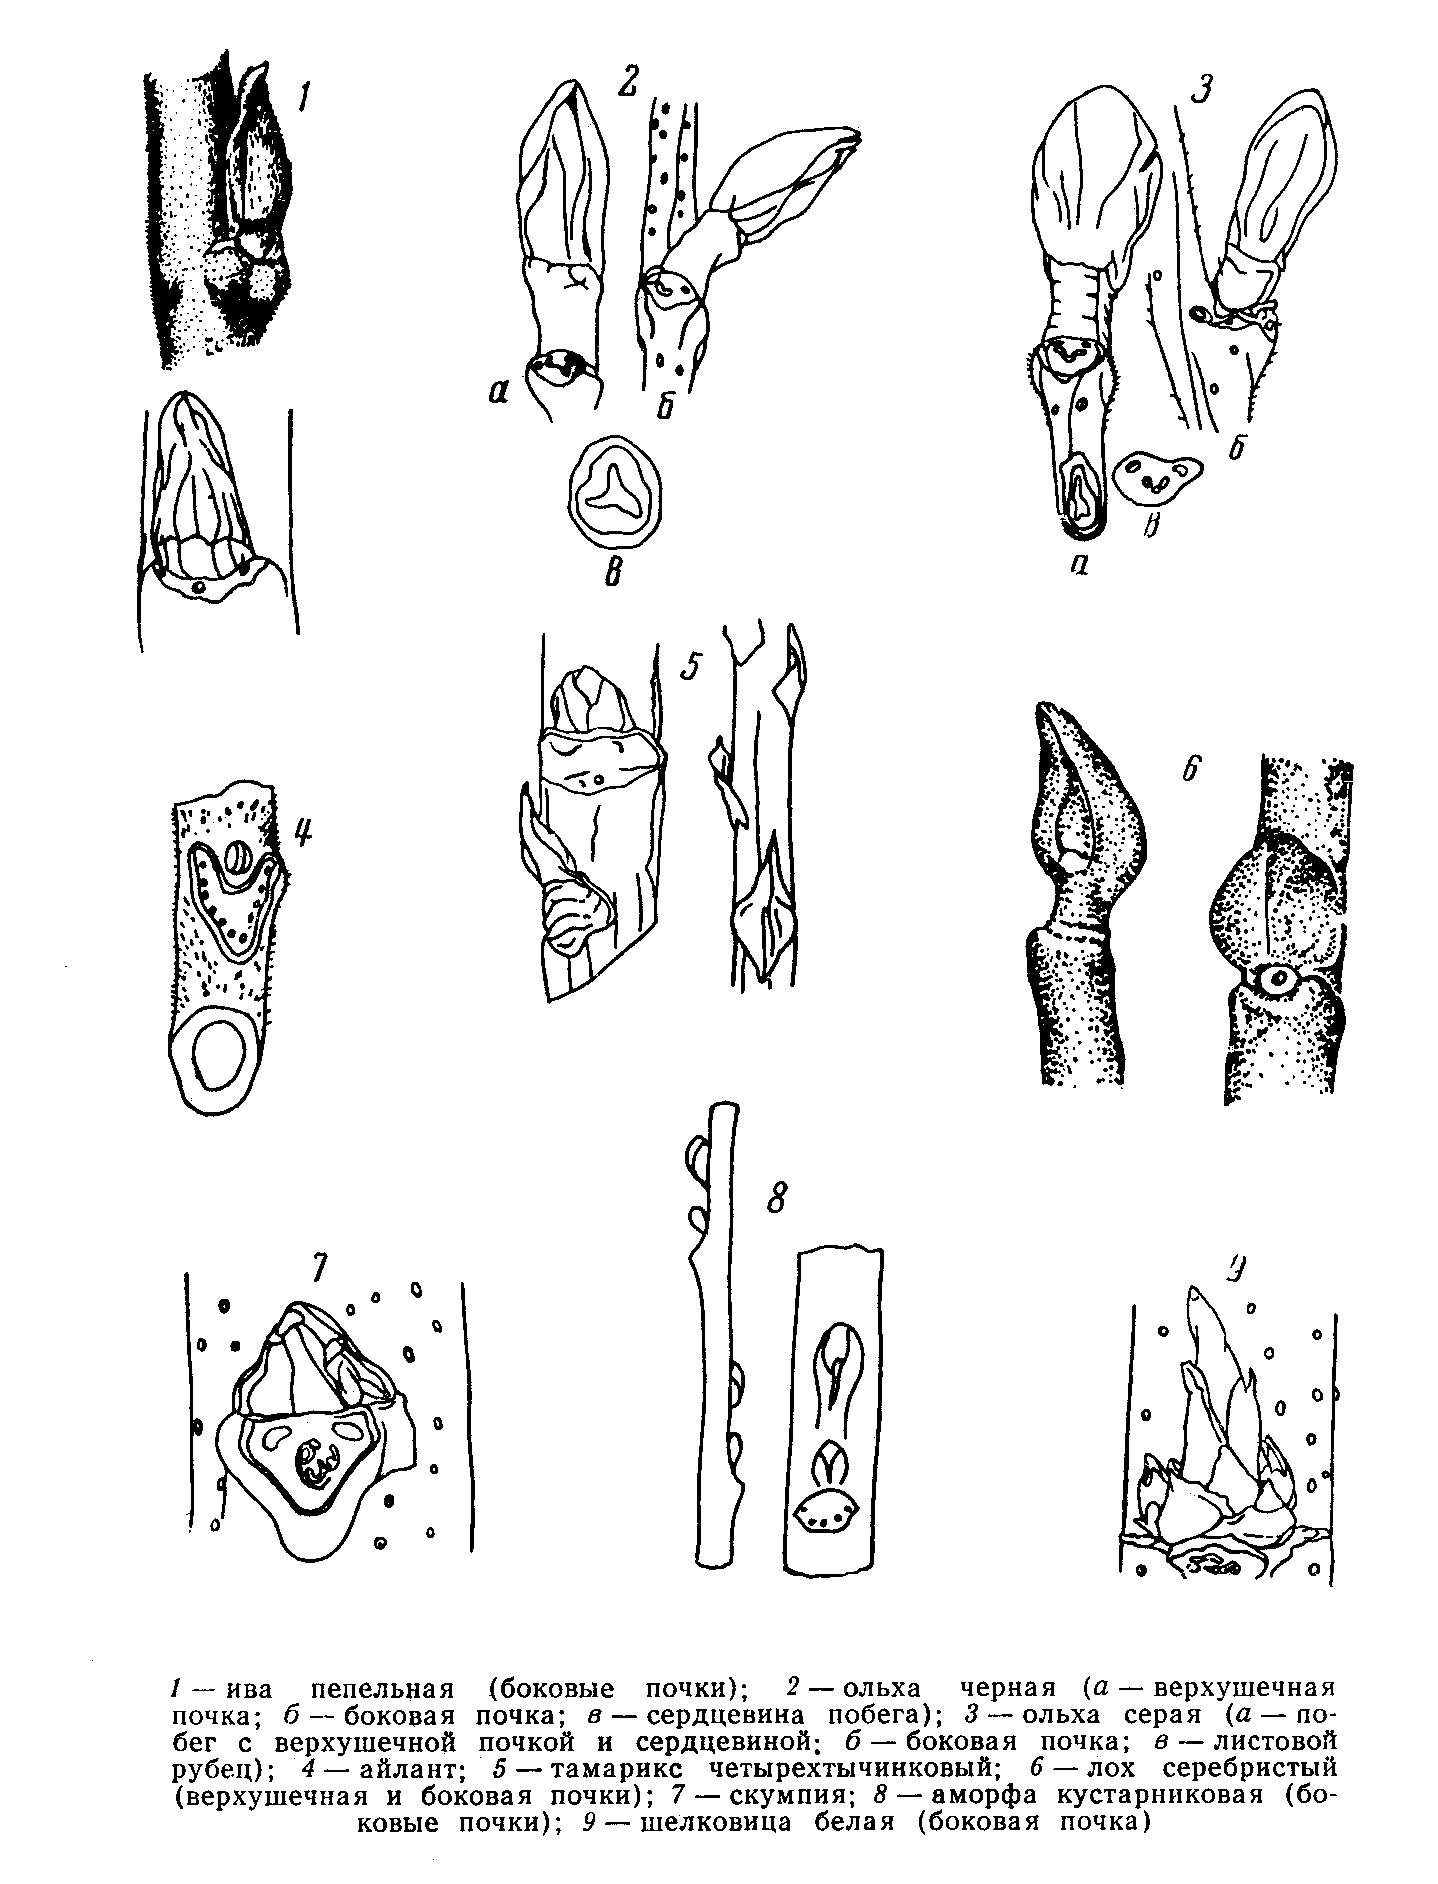 1
2
3
а
б
в
б
в
а
5
4
6
8
7
9
1 — ива пепельная (боковые почки); 2 — ольха черная (а — верхушечная
почка; б — боковая почка; в — сердцевина побега); 3 — ольха серая (а — по-
бег с верхушечной почкой и сердцевиной; б — боковая почка; в — листовой
рубец); 4 — айлант; 5 — тамарикс четырехтычинковый; 6 — лох серебристый
(верхушечная и боковая почки); 7 — скумпия; 8 — аморфа кустарниковая (бо-
ковые почки); 9 — шелковица белая (боковая почка)